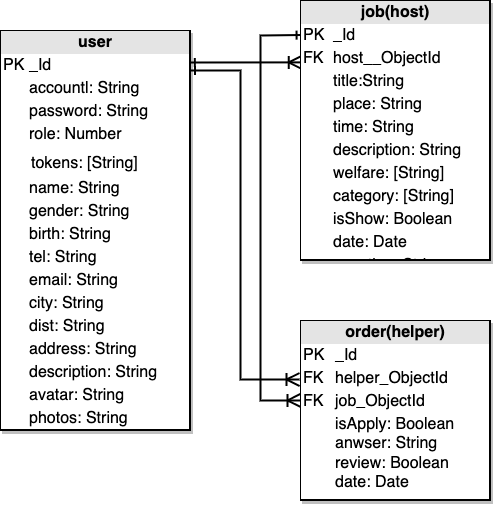 user
PK _Id
accountl: String
password: String
role: Number
tokens: [String]
name: String
gender: String
birth: String
tel: String
email: String
city: String
dist: String
address: String
description: String
avatar: String
photos: String
job(host)
PK _Id
FK host__ObjectId
title:String
place: String
time: String
description: String
welfare: [String]
category: [String]
isShow: Boolean
date: Date
order(helper)
PK _Id
FK helper_ObjectId
FK job_ObjectId
isApply: Boolean
anwser: String
review: Boolean
date: Date